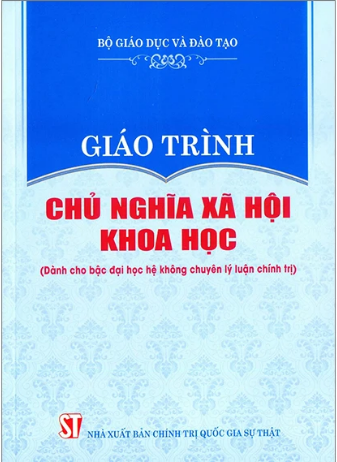 BỘ GIÁO DỤC VÀ ĐÀO TẠO
GIÁO TRÌNH
CHỦ NGHĨA XÃ HỘI
KHOA HỌC
(Dành cho bậc đại học hệ không chuyên lý luận chính trị)
ST NHÀ XUẤT BẢN CHÍNH TRỊ QUỐC GIA SỰ THẬT